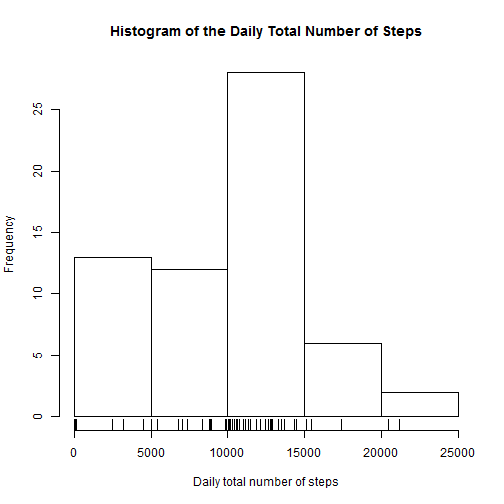 Histogram of the Daily Total Number of Steps
Frequency
25
20
15
10
5
0
0 5000 10000 15000 20000 25000
Daily total number of steps